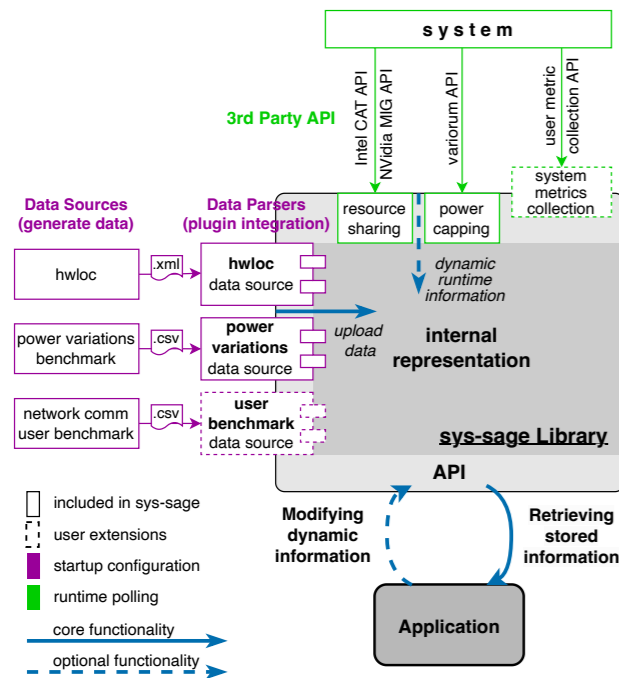 system
Intel CAT API
NVidia MIG API
variorum API
user metric
collection API
3rd Party API
system
metrics
collection
resource
sharing
power
capping
Data Sources
(generate data)
Data Parsers
(plugin integration)
hwloc
.xml
hwloc
data source
dynamic
runtime
information
power variations
benchmark
.csv
power
variations
data source
upload
data
internal
representation
network comm
user benchmark
.csv
user
benchmark
data source
sys-sage Library
API
included in sys-sage
user extensions
startup configuration
runtime polling
core functionality
optional functionality
Modifying
dynamic
information
Retrieving
stored
information
Application